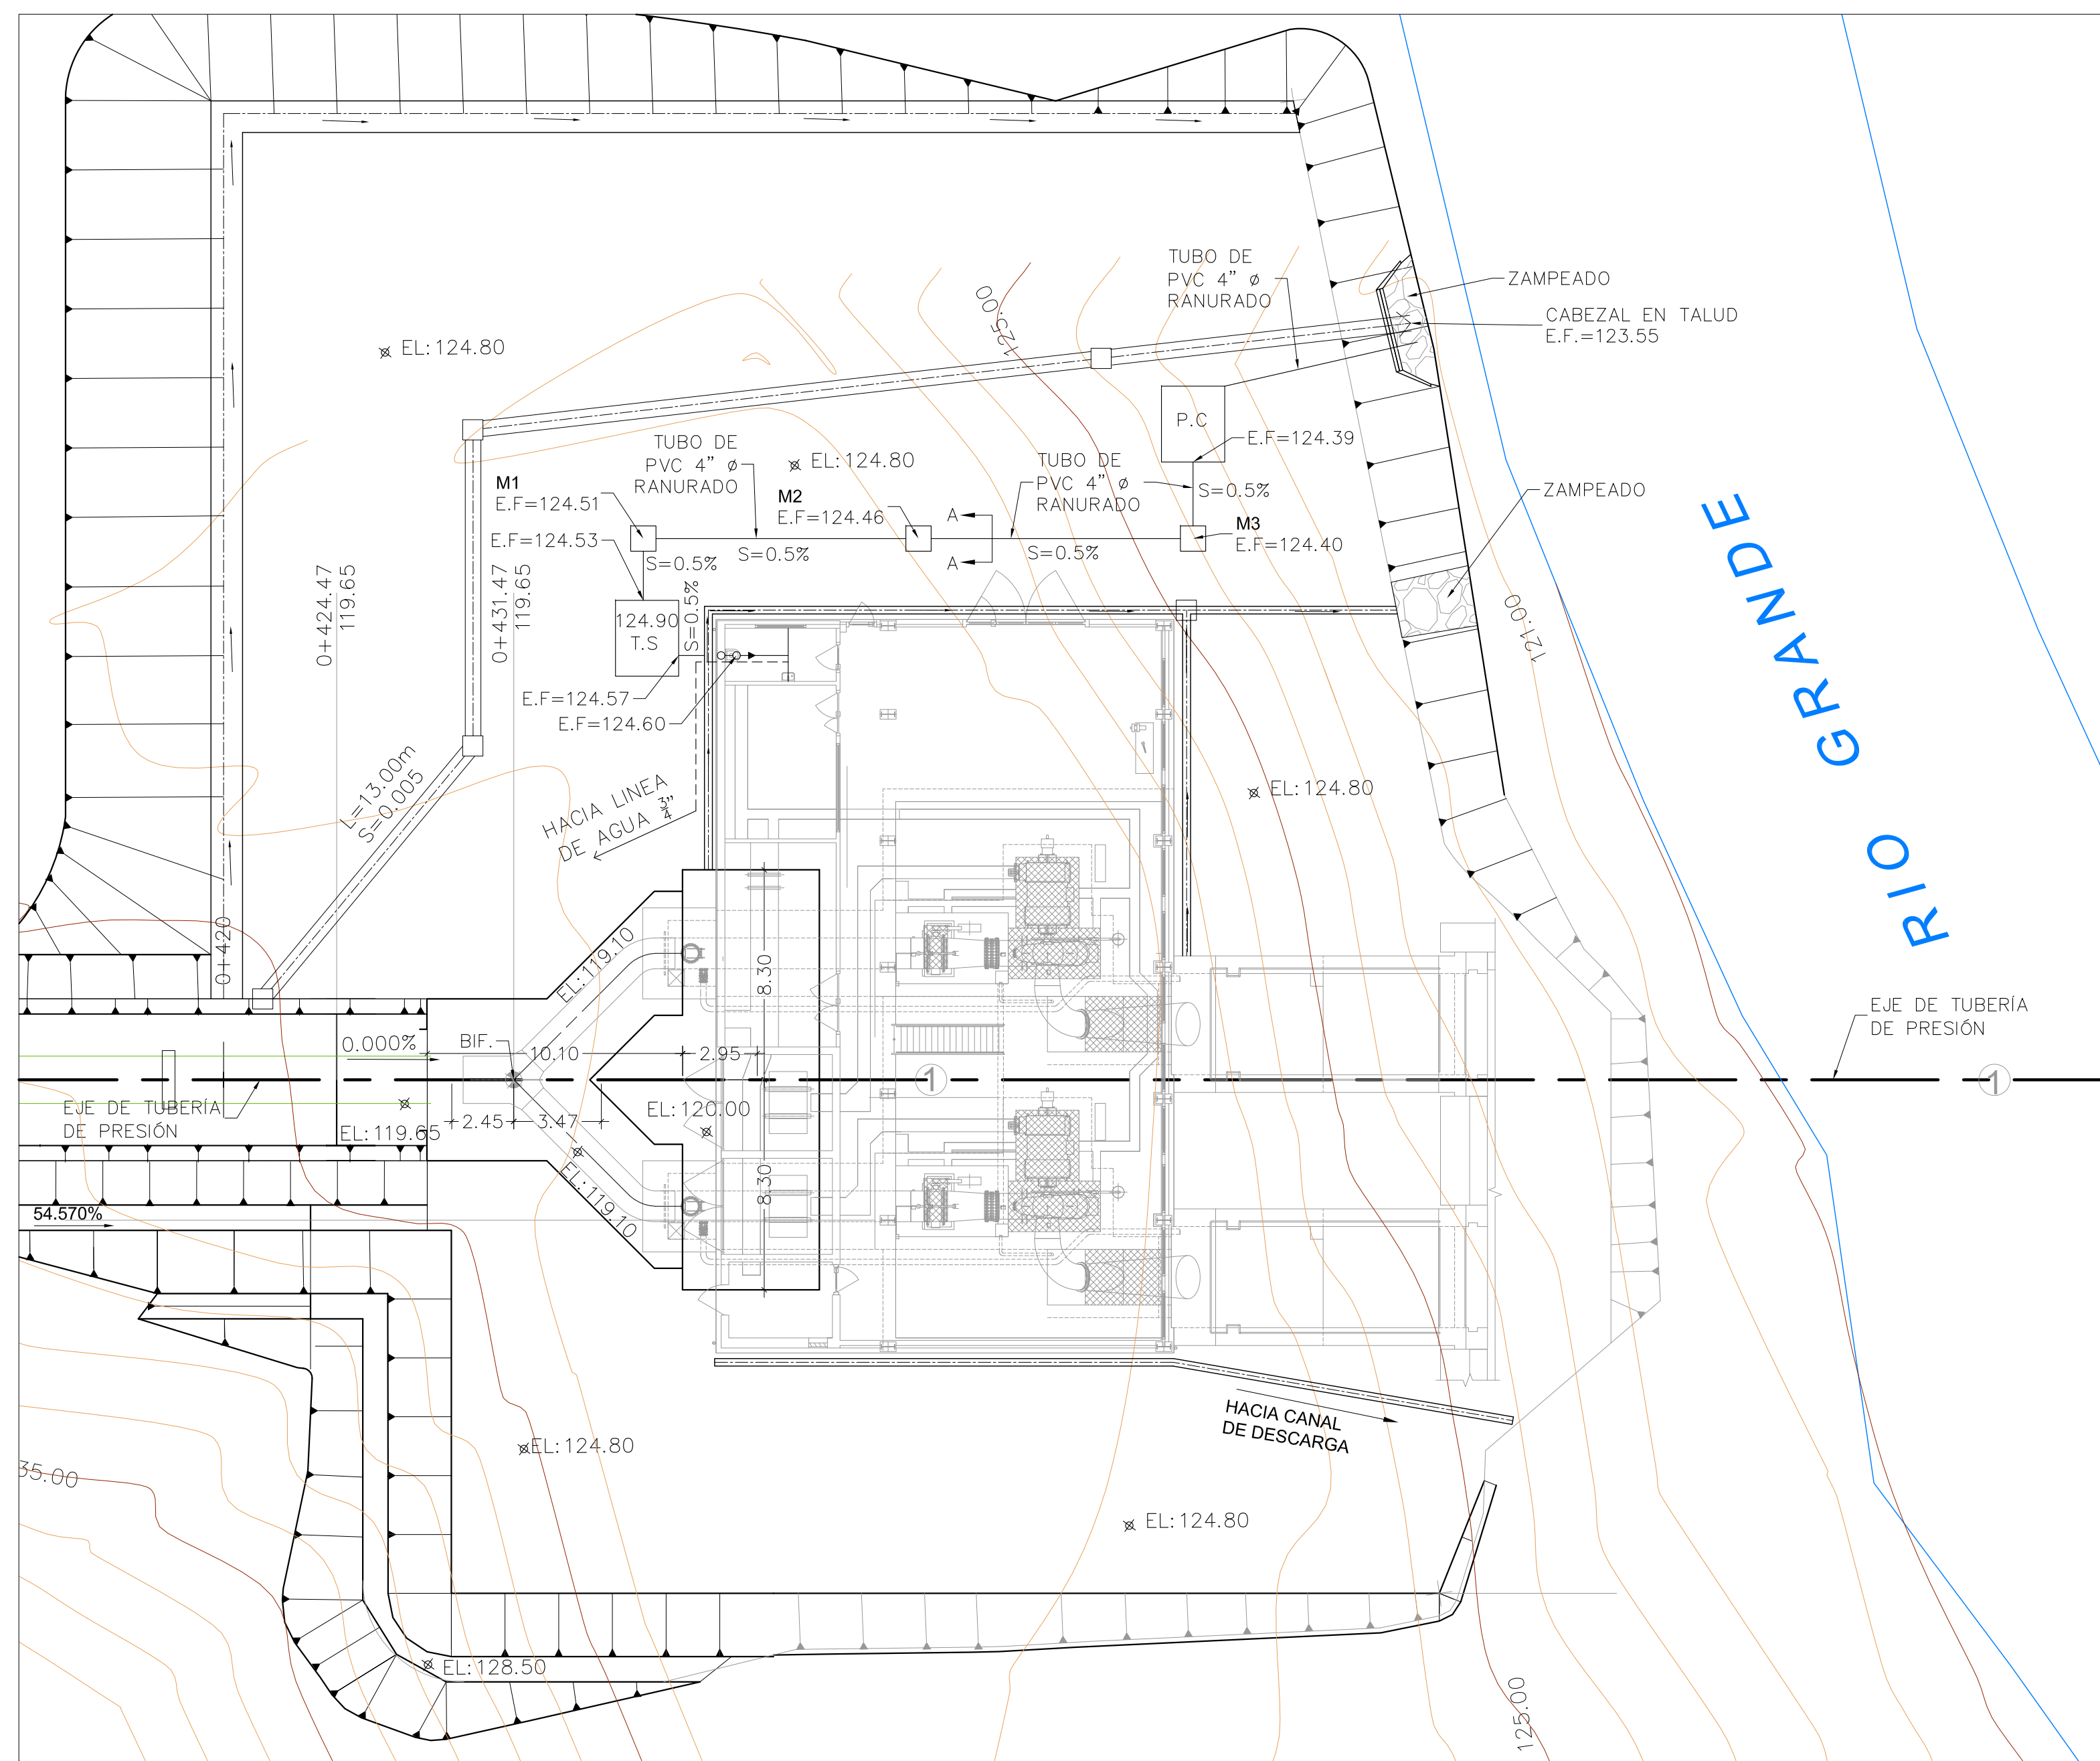 TUBO DE
PVC 4" ø
RANURADO
ZAMPEADO
CABEZAL EN TALUD
E.F.=123.55
125.00
EL:124.80
P.C
E.F=124.39
TUBO DE
PVC 4" ø
RANURADO
EL:124.80
TUBO DE
PVC 4" ø
RANURADO
S=0.5%
ZAMPEADO
M1
E.F=124.51
M2
E.F=124.46
A
A
M3
E.F=124.40
E.F=124.53
S=0.5%
S=0.5%
S=0.5%
S=0.5%
0+424.47
119.65
0+431.47
119.65
124.90
T.S
E.F=124.57
E.F=124.60
121.00
RIO GRANDE
L=13.00m
S=0.005
HACIA LINEA
DE AGUA 3/4"
EL:124.80
0+420
EL:119.10
8.30
0.000%
BIF.
10.10
2.95
1
EJE DE TUBERÍA
DE PRESIÓN
1
EJE DE TUBERÍA
DE PRESIÓN
EL:119.65
2.45
3.47
EL:120.00
EL:119.10
8.30
54.570%
HACIA CANAL
DE DESCARGA
EL:124.80
35.00
EL:124.80
EL:128.50
125.00